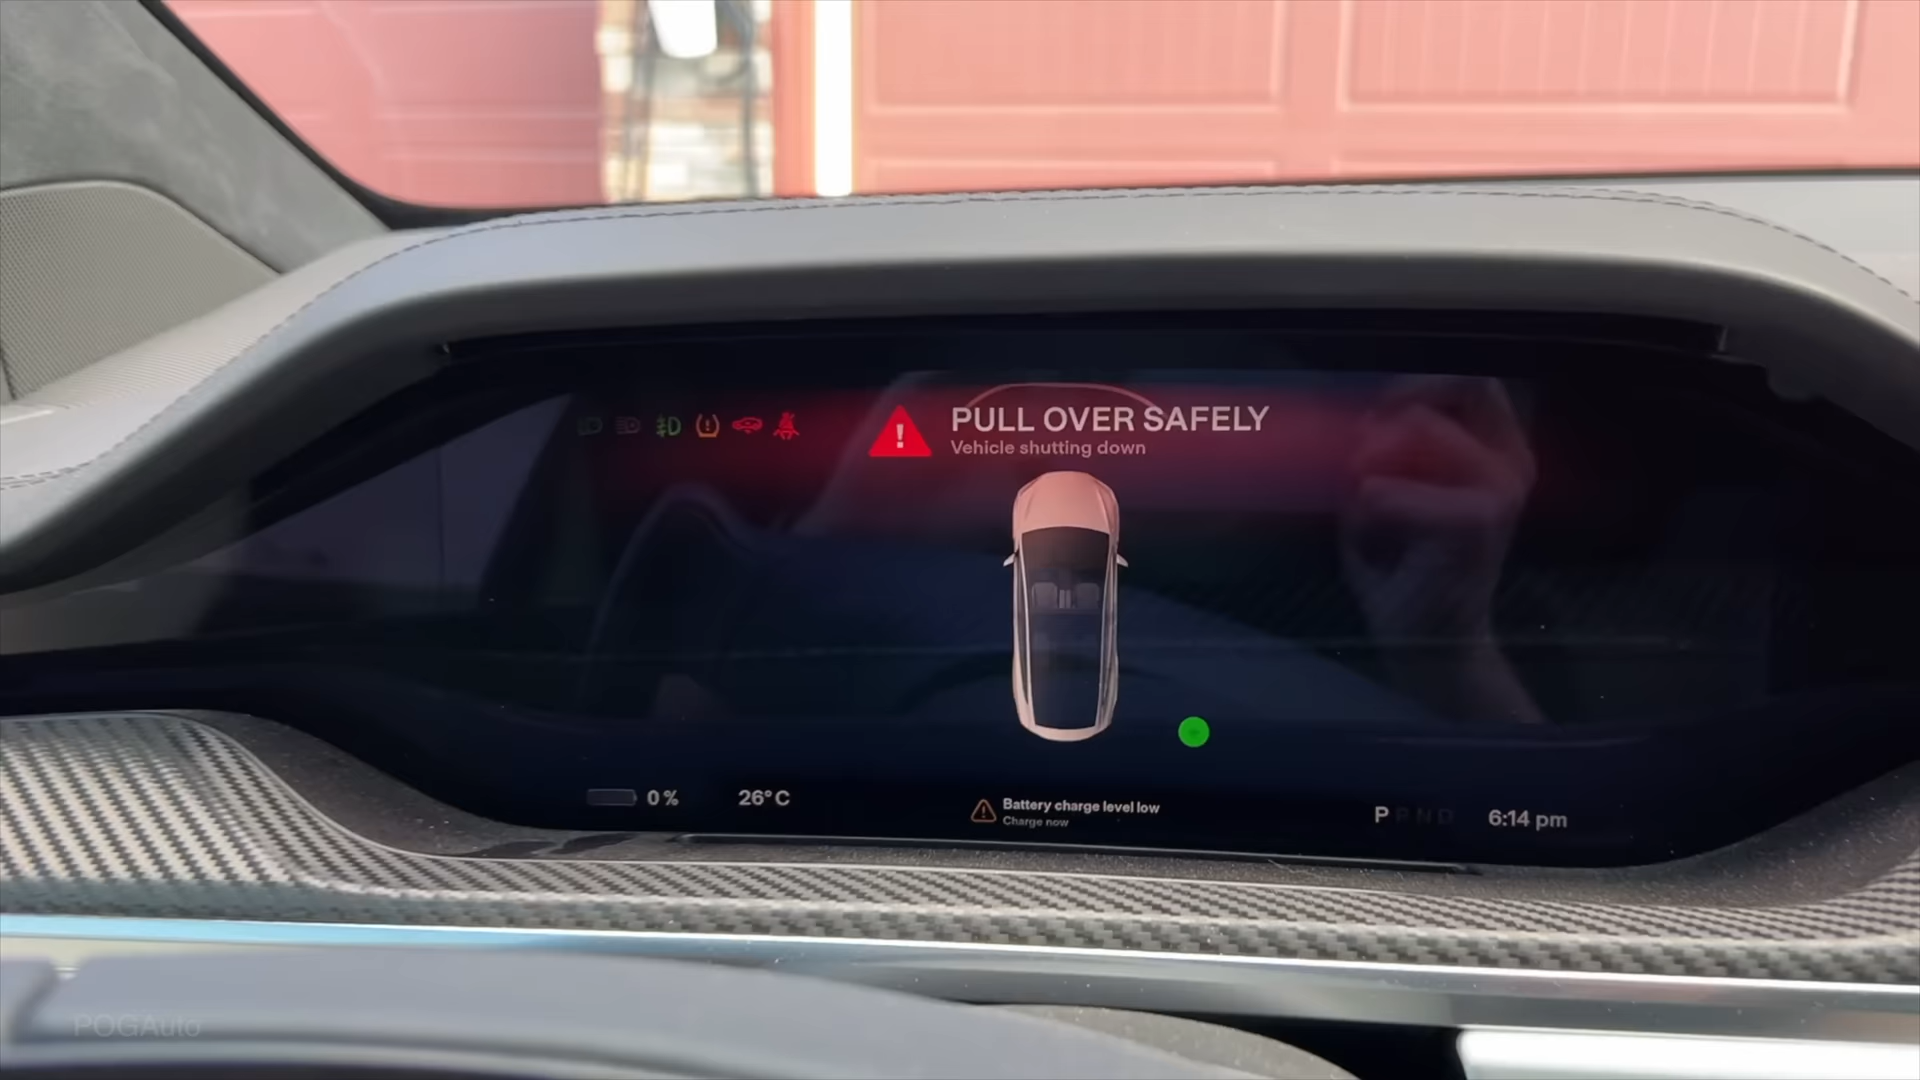 PULL OVER SAFELY
Vehicle shutting down
0 %
26°C
Battery charge level low
Charge now
P R N D
6:14 pm
POGAuto